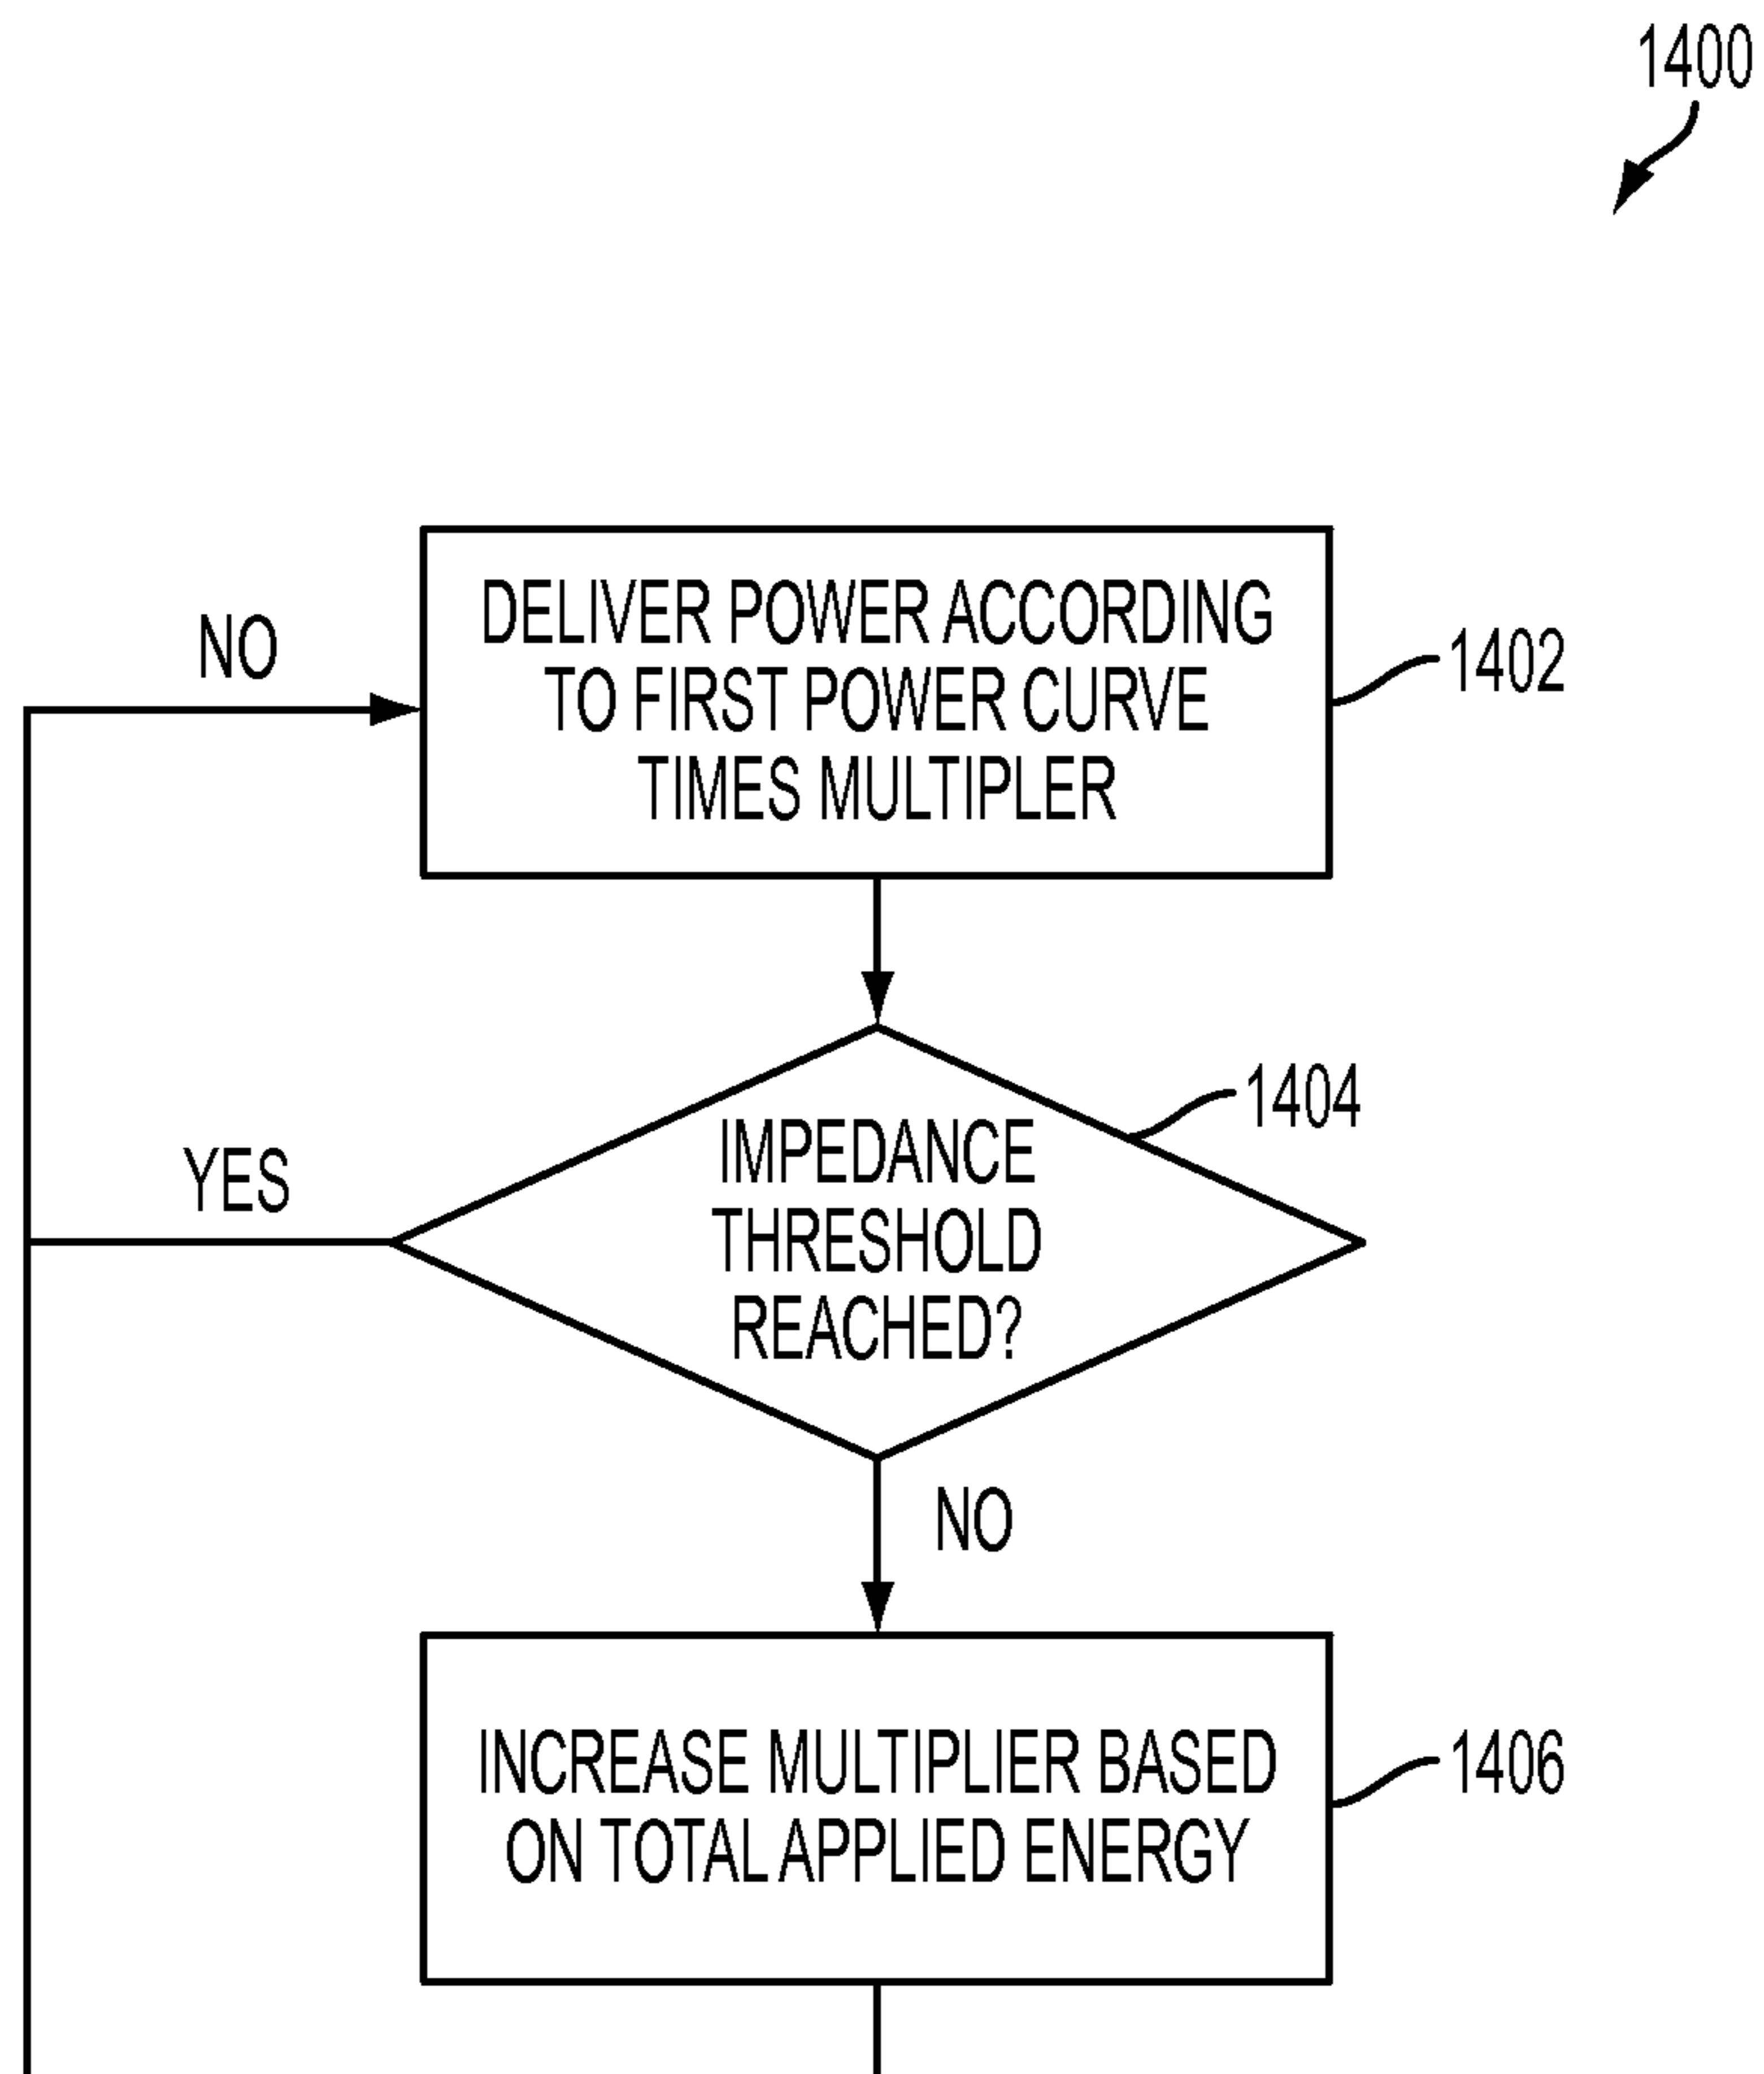 1400
NO
DELIVER POWER ACCORDING
TO FIRST POWER CURVE
TIMES MULTIPLER
1402
1404
IMPEDANCE
THRESHOLD
REACHED?
YES
NO
INCREASE MULTIPLIER BASED
ON TOTAL APPLIED ENERGY
1406